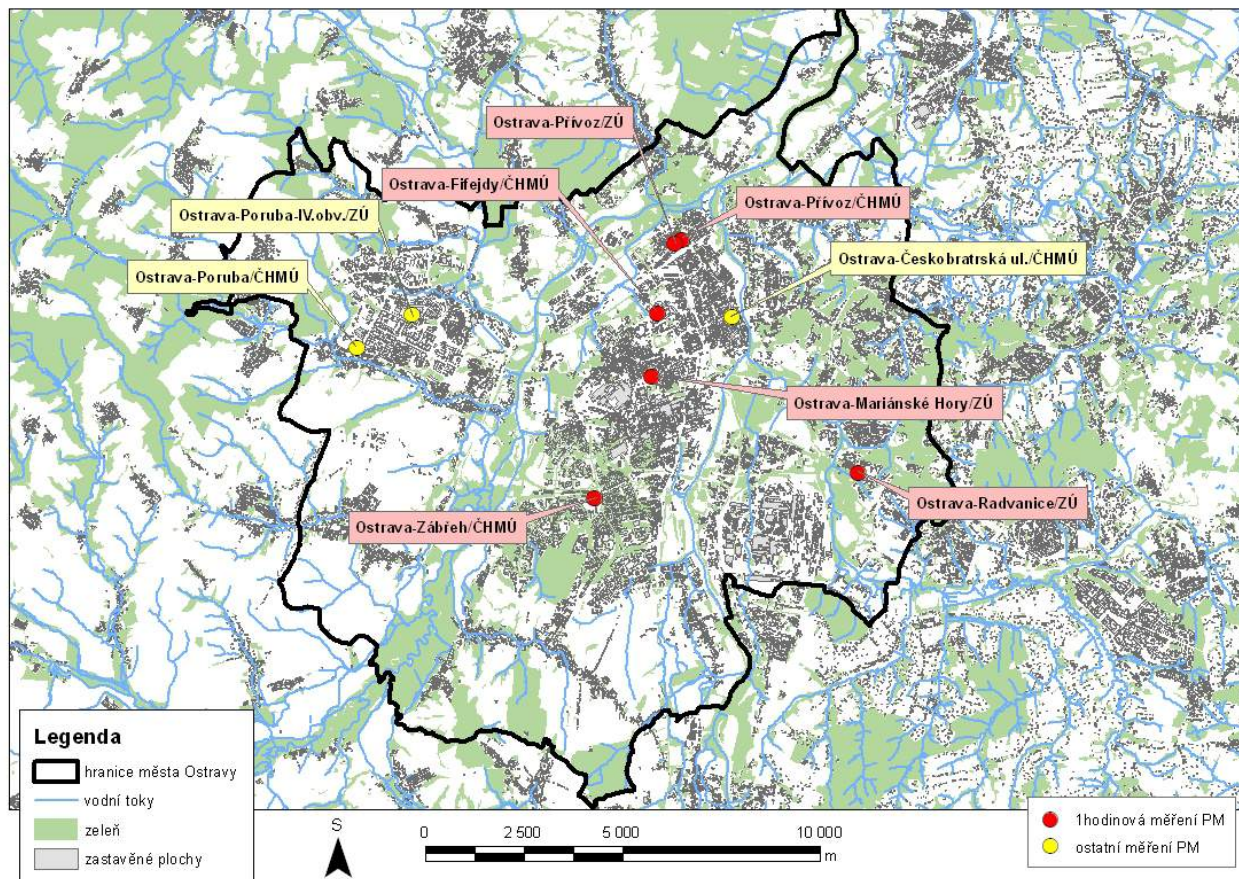 Ostrava-Přívoz/ZÚ
Ostrava-Fifejdy/ČHMÚ
Ostrava-Přívoz/ČHMÚ
Ostrava-Poruba-IV.obv./ZÚ
Ostrava-Českobratrská ul./ČHMÚ
Ostrava-Poruba/ČHMÚ
Ostrava-Mariánské Hory/ZÚ
Ostrava-Radvanice/ZÚ
Ostrava-Zábřeh/ČHMÚ
Legenda
hranice města Ostravy
vodní toky
zeleň
zastavěné plochy
S
0 2 500 5 000 10 000
m
1hodinová měření PM
ostatní měření PM